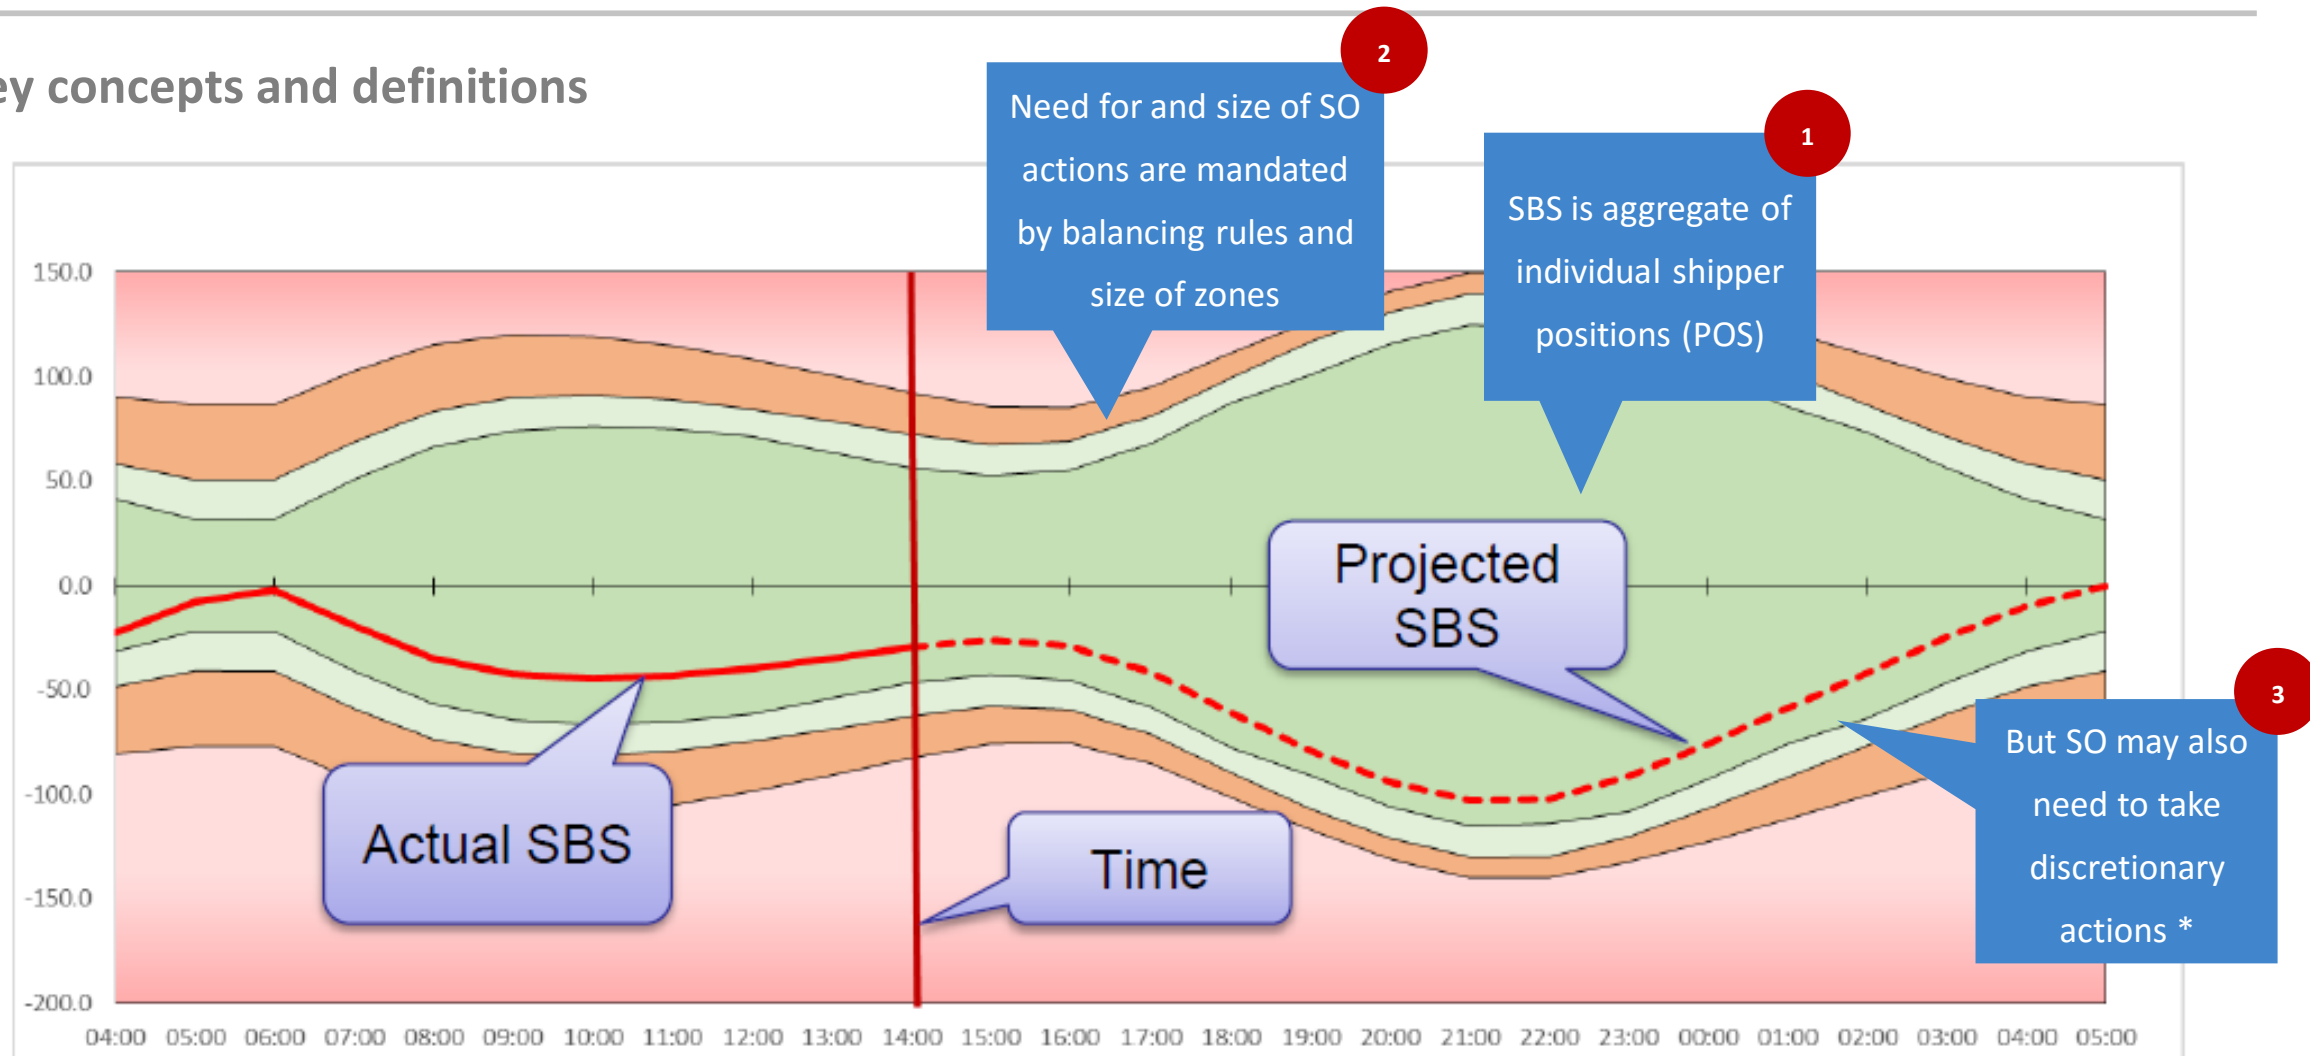 ey concepts and definitions
2
Need for and size of SO
actions are mandated
by balancing rules and
size of zones
1
SBS is aggregate of
individual shipper
positions (POS)
150.0
100.0
50.0
0.0
-50.0
-100.0
-150.0
-200.0
Projected
SBS
Actual SBS
Time
3
But SO may also
need to take
discretionary
actions *
04:00 05:00 06:00 07:00 08:00 09:00 10:00 11:00 12:00 13:00 14:00 15:00 16:00 17:00 18:00 19:00 20:00 21:00 22:00 23:00 00:00 01:00 02:00 03:00 04:00 05:00